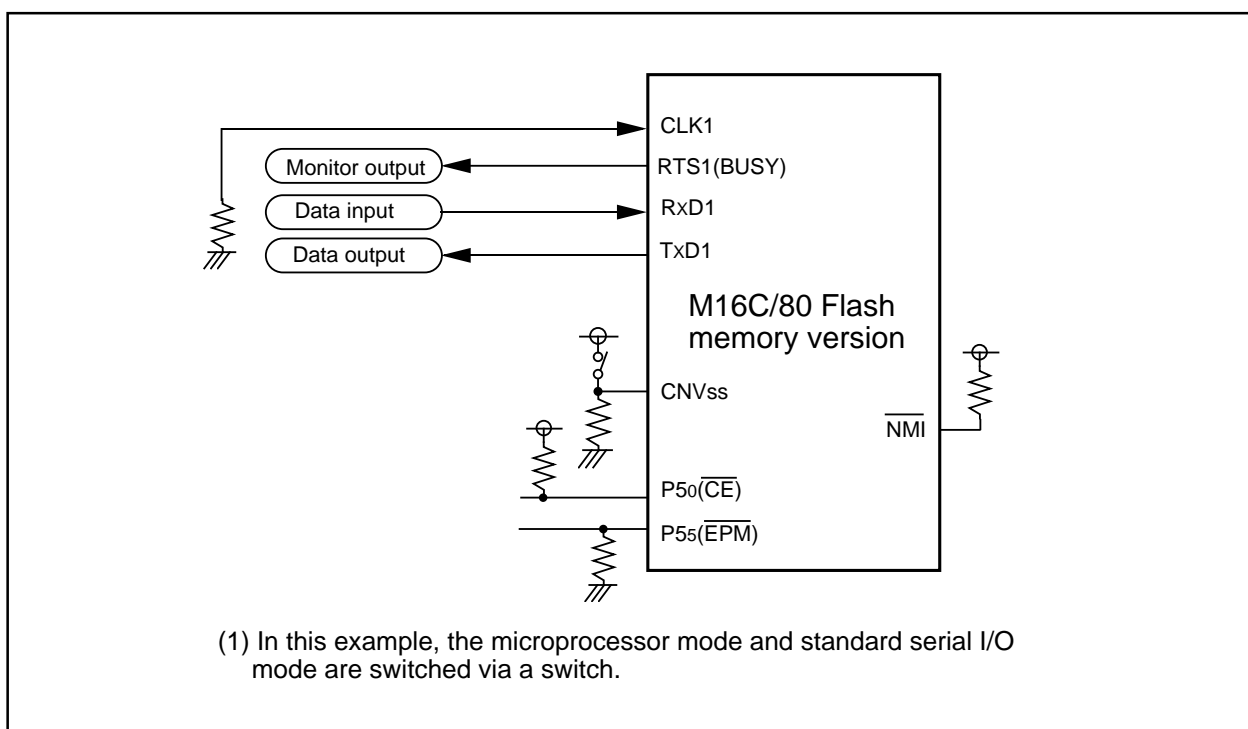 CLK1
Monitor output
RTS1(BUSY)
Data input
RxD1
Data output
TxD1
M16C/80 Flash
memory version
CNVss
NMI
P50(CE)
P55(EPM)
(1) In this example, the microprocessor mode and standard serial I/O
mode are switched via a switch.